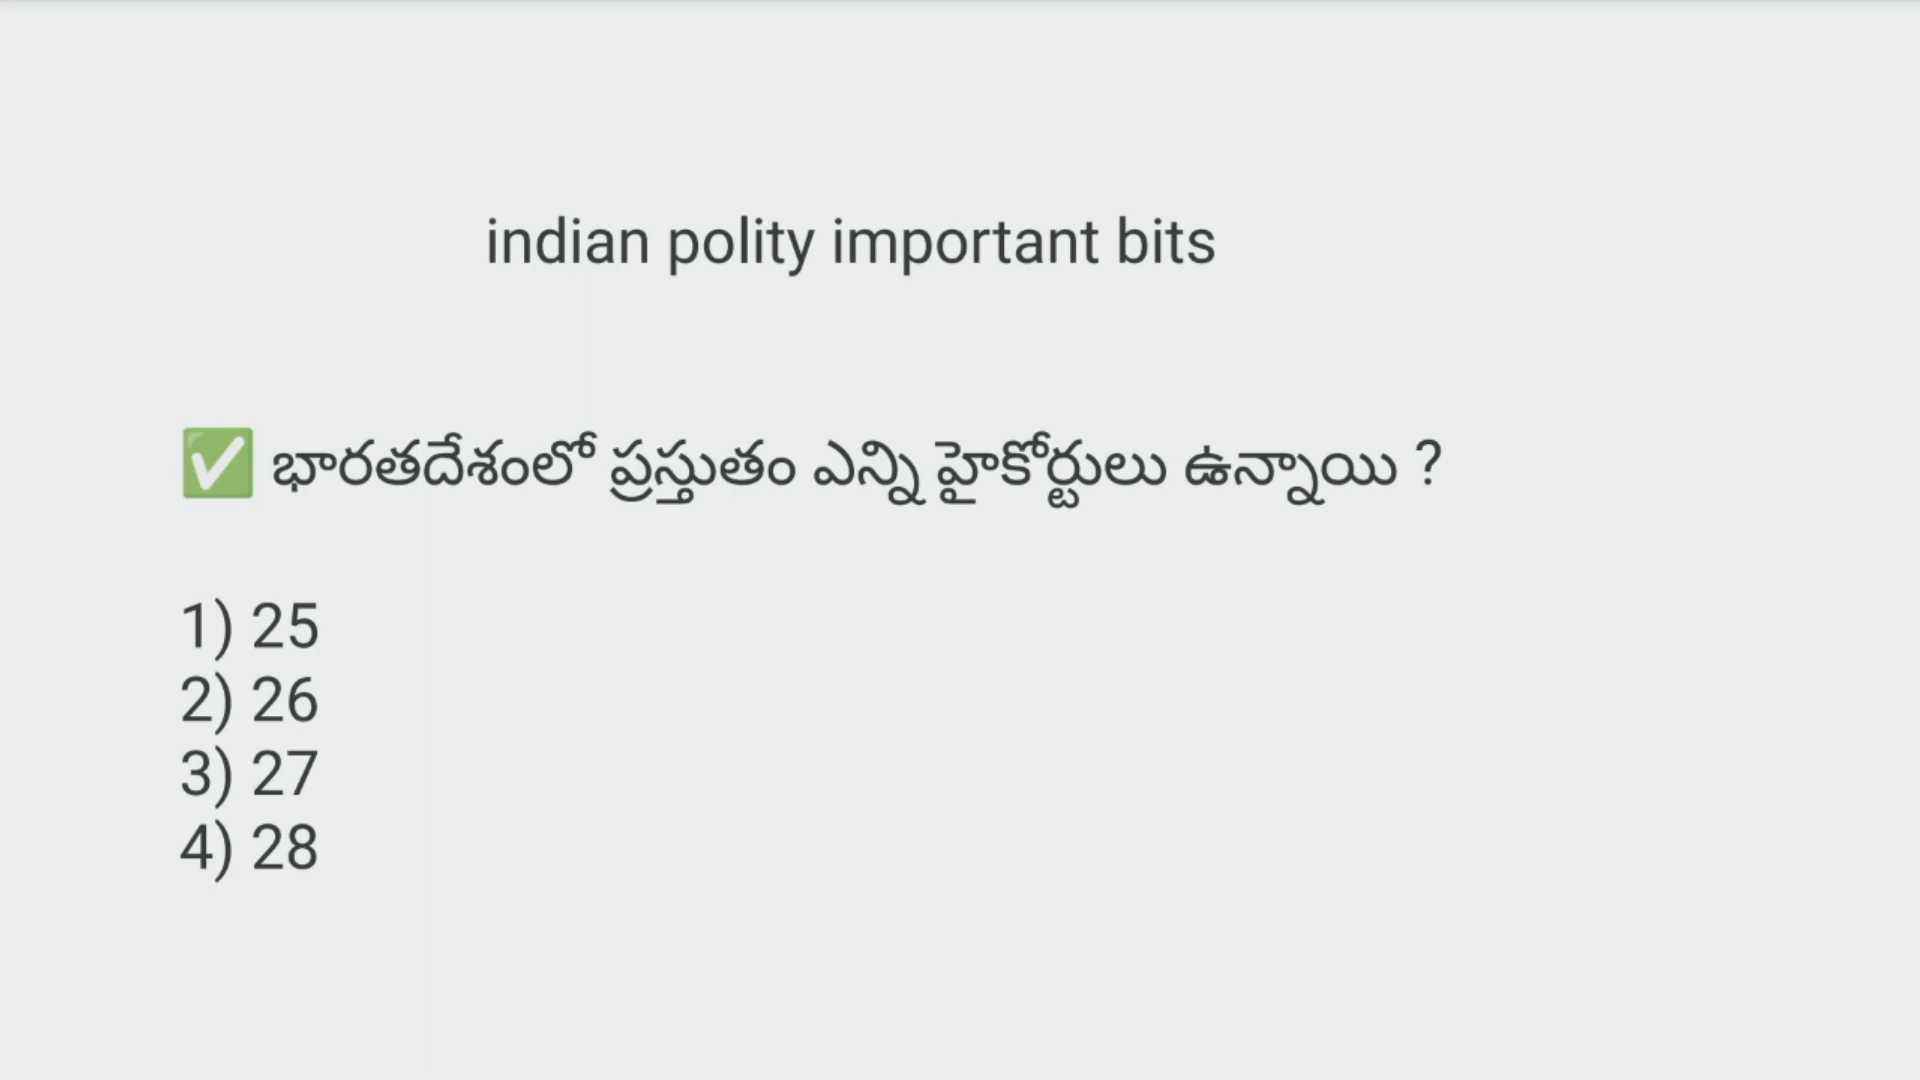 indian polity important bits
✅ భారతదేశంలో ప్రస్తుతం ఎన్ని హైకోర్టులు ఉన్నాయి ?
1) 25
2) 26
3) 27
4) 28